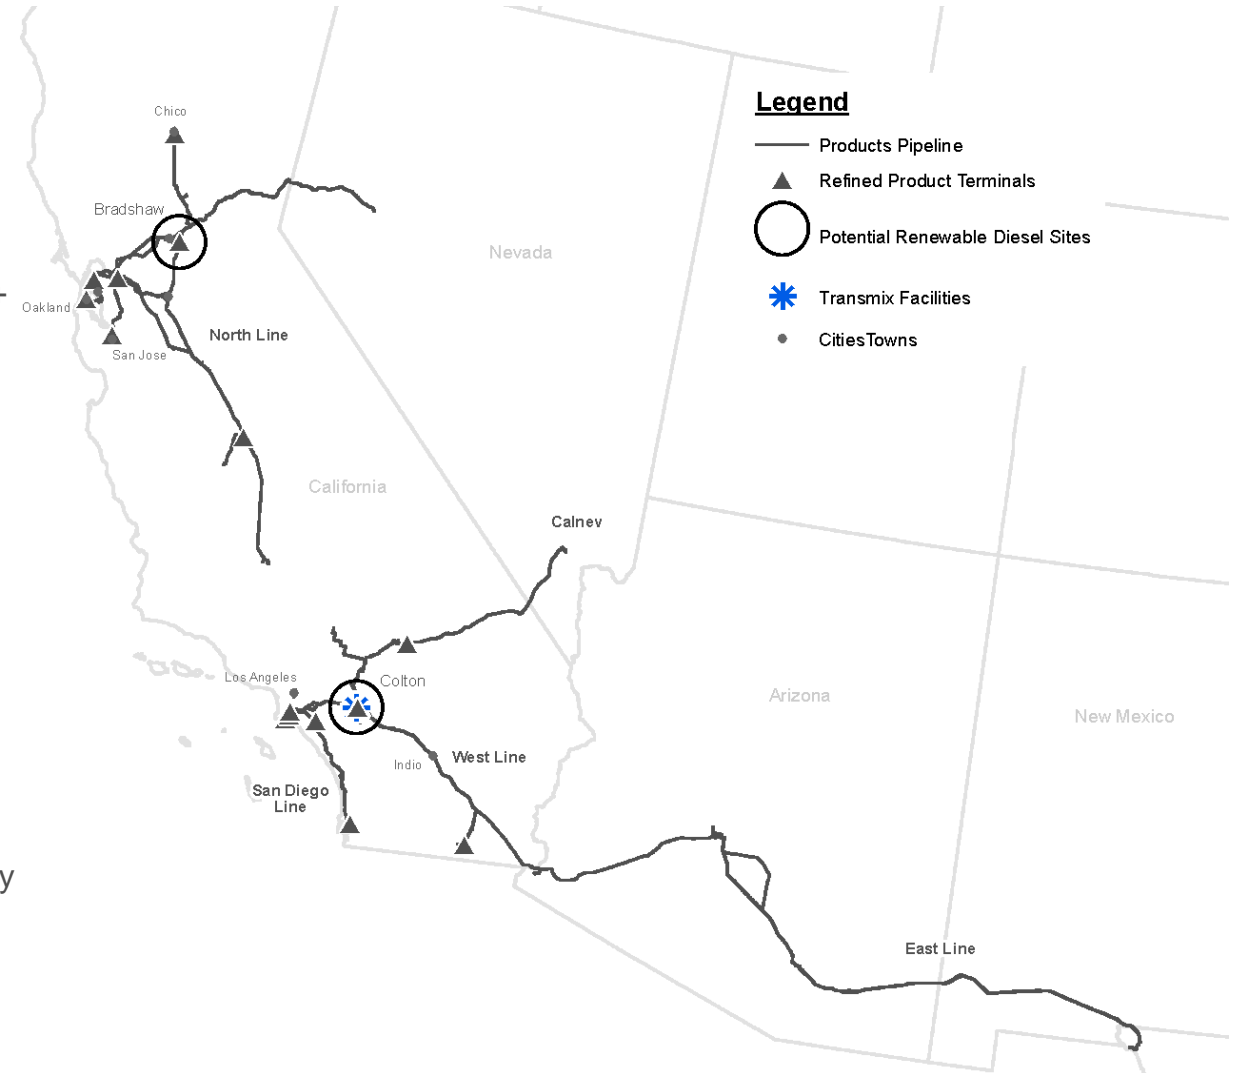 Chico
Bradshaw
Oakland
San Jose
North Line
Nevada
California
Legend
Products Pipeline
Refined Product Terminals
Potential Renewable Diesel Sites
Transmix Facilities
CitiesTowns
Calnev
Los Angeles
Colton
Indio
West Line
San Diego
Line
Arizona
New Mexico
East Line
y